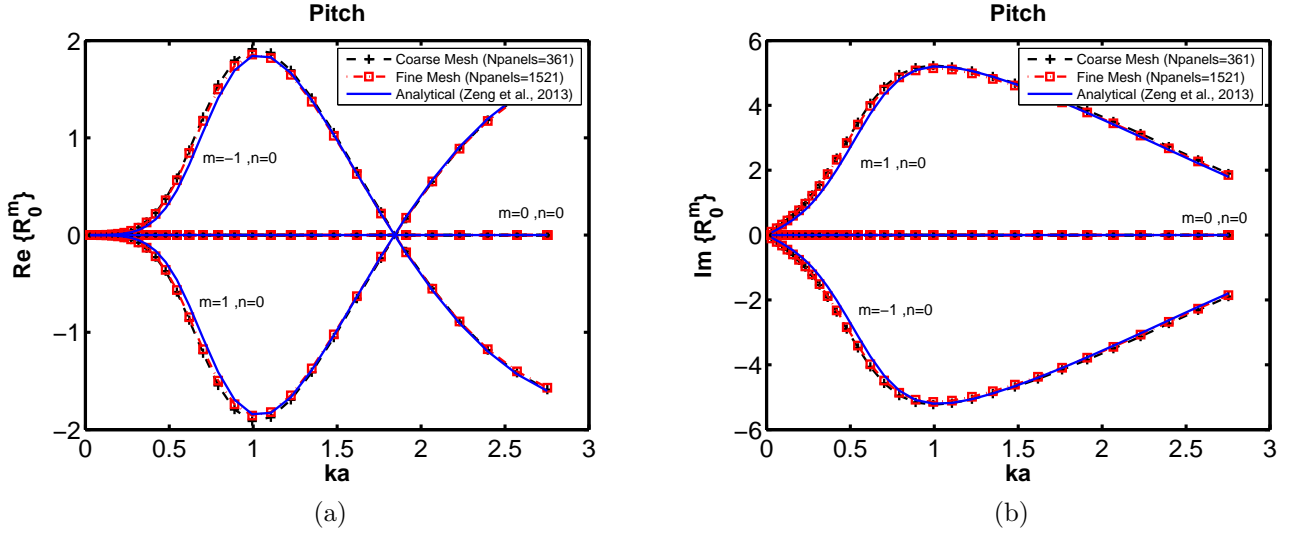 Pitch
Re {R_0^m}
2
1
0
−1
−2
Coarse Mesh (Npanels=361)
Fine Mesh (Npanels=1521)
Analytical (Zeng et al., 2013)
m=−1 ,n=0
m=0 ,n=0
m=1 ,n=0
0 0.5 1 1.5 2 2.5 3
ka
(a)
Pitch
Im {R_0^m}
6
4
2
0
−2
−4
−6
Coarse Mesh (Npanels=361)
Fine Mesh (Npanels=1521)
Analytical (Zeng et al., 2013)
m=1 ,n=0
m=0 ,n=0
m=−1 ,n=0
0 0.5 1 1.5 2 2.5 3
ka
(b)